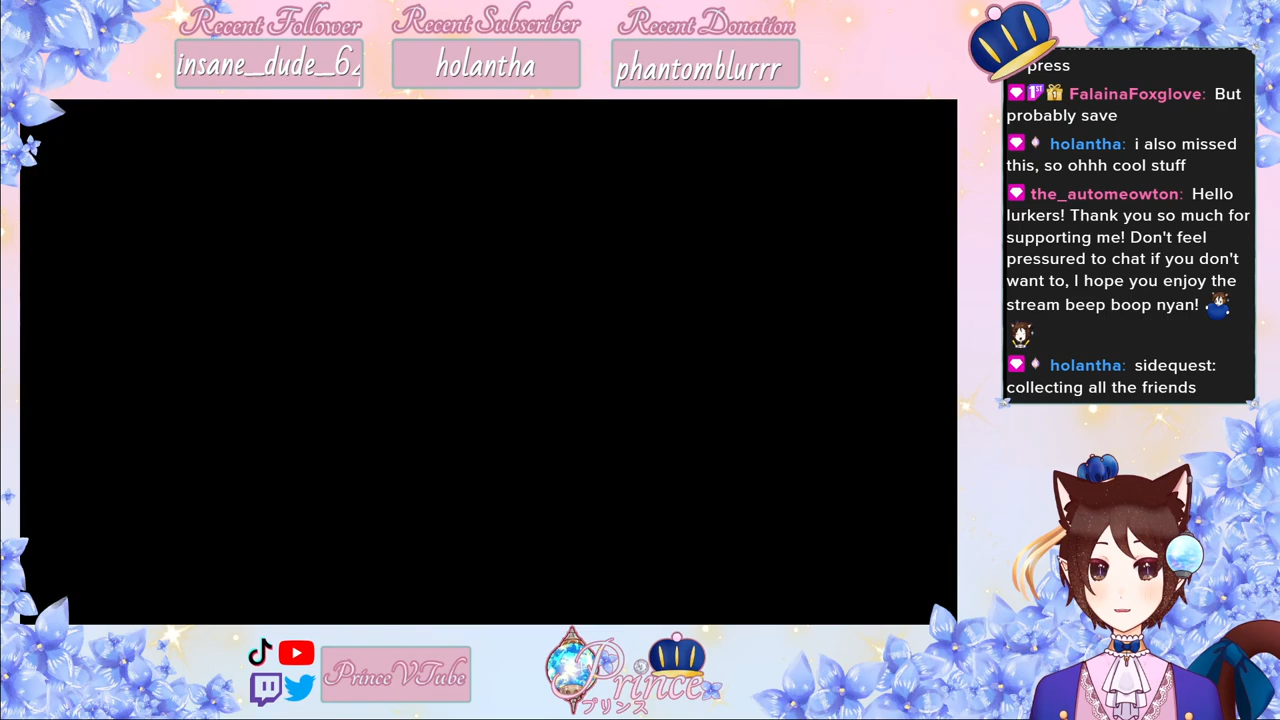 Recent Follower
Recent Subscriber
Recent Donation
insane_dude_6
holantha
phantomblurrr
press
FalainaFoxglove: But
probably save
holantha: i also missed
this, so ohhh cool stuff
the_automeowton: Hello
lurkers! Thank you so much for
supporting me! Don't feel
pressured to chat if you don't
want to, I hope you enjoy the
stream beep boop nyan!
holantha: sidequest:
collecting all the friends
PrinceVTube
Prince
プリンス